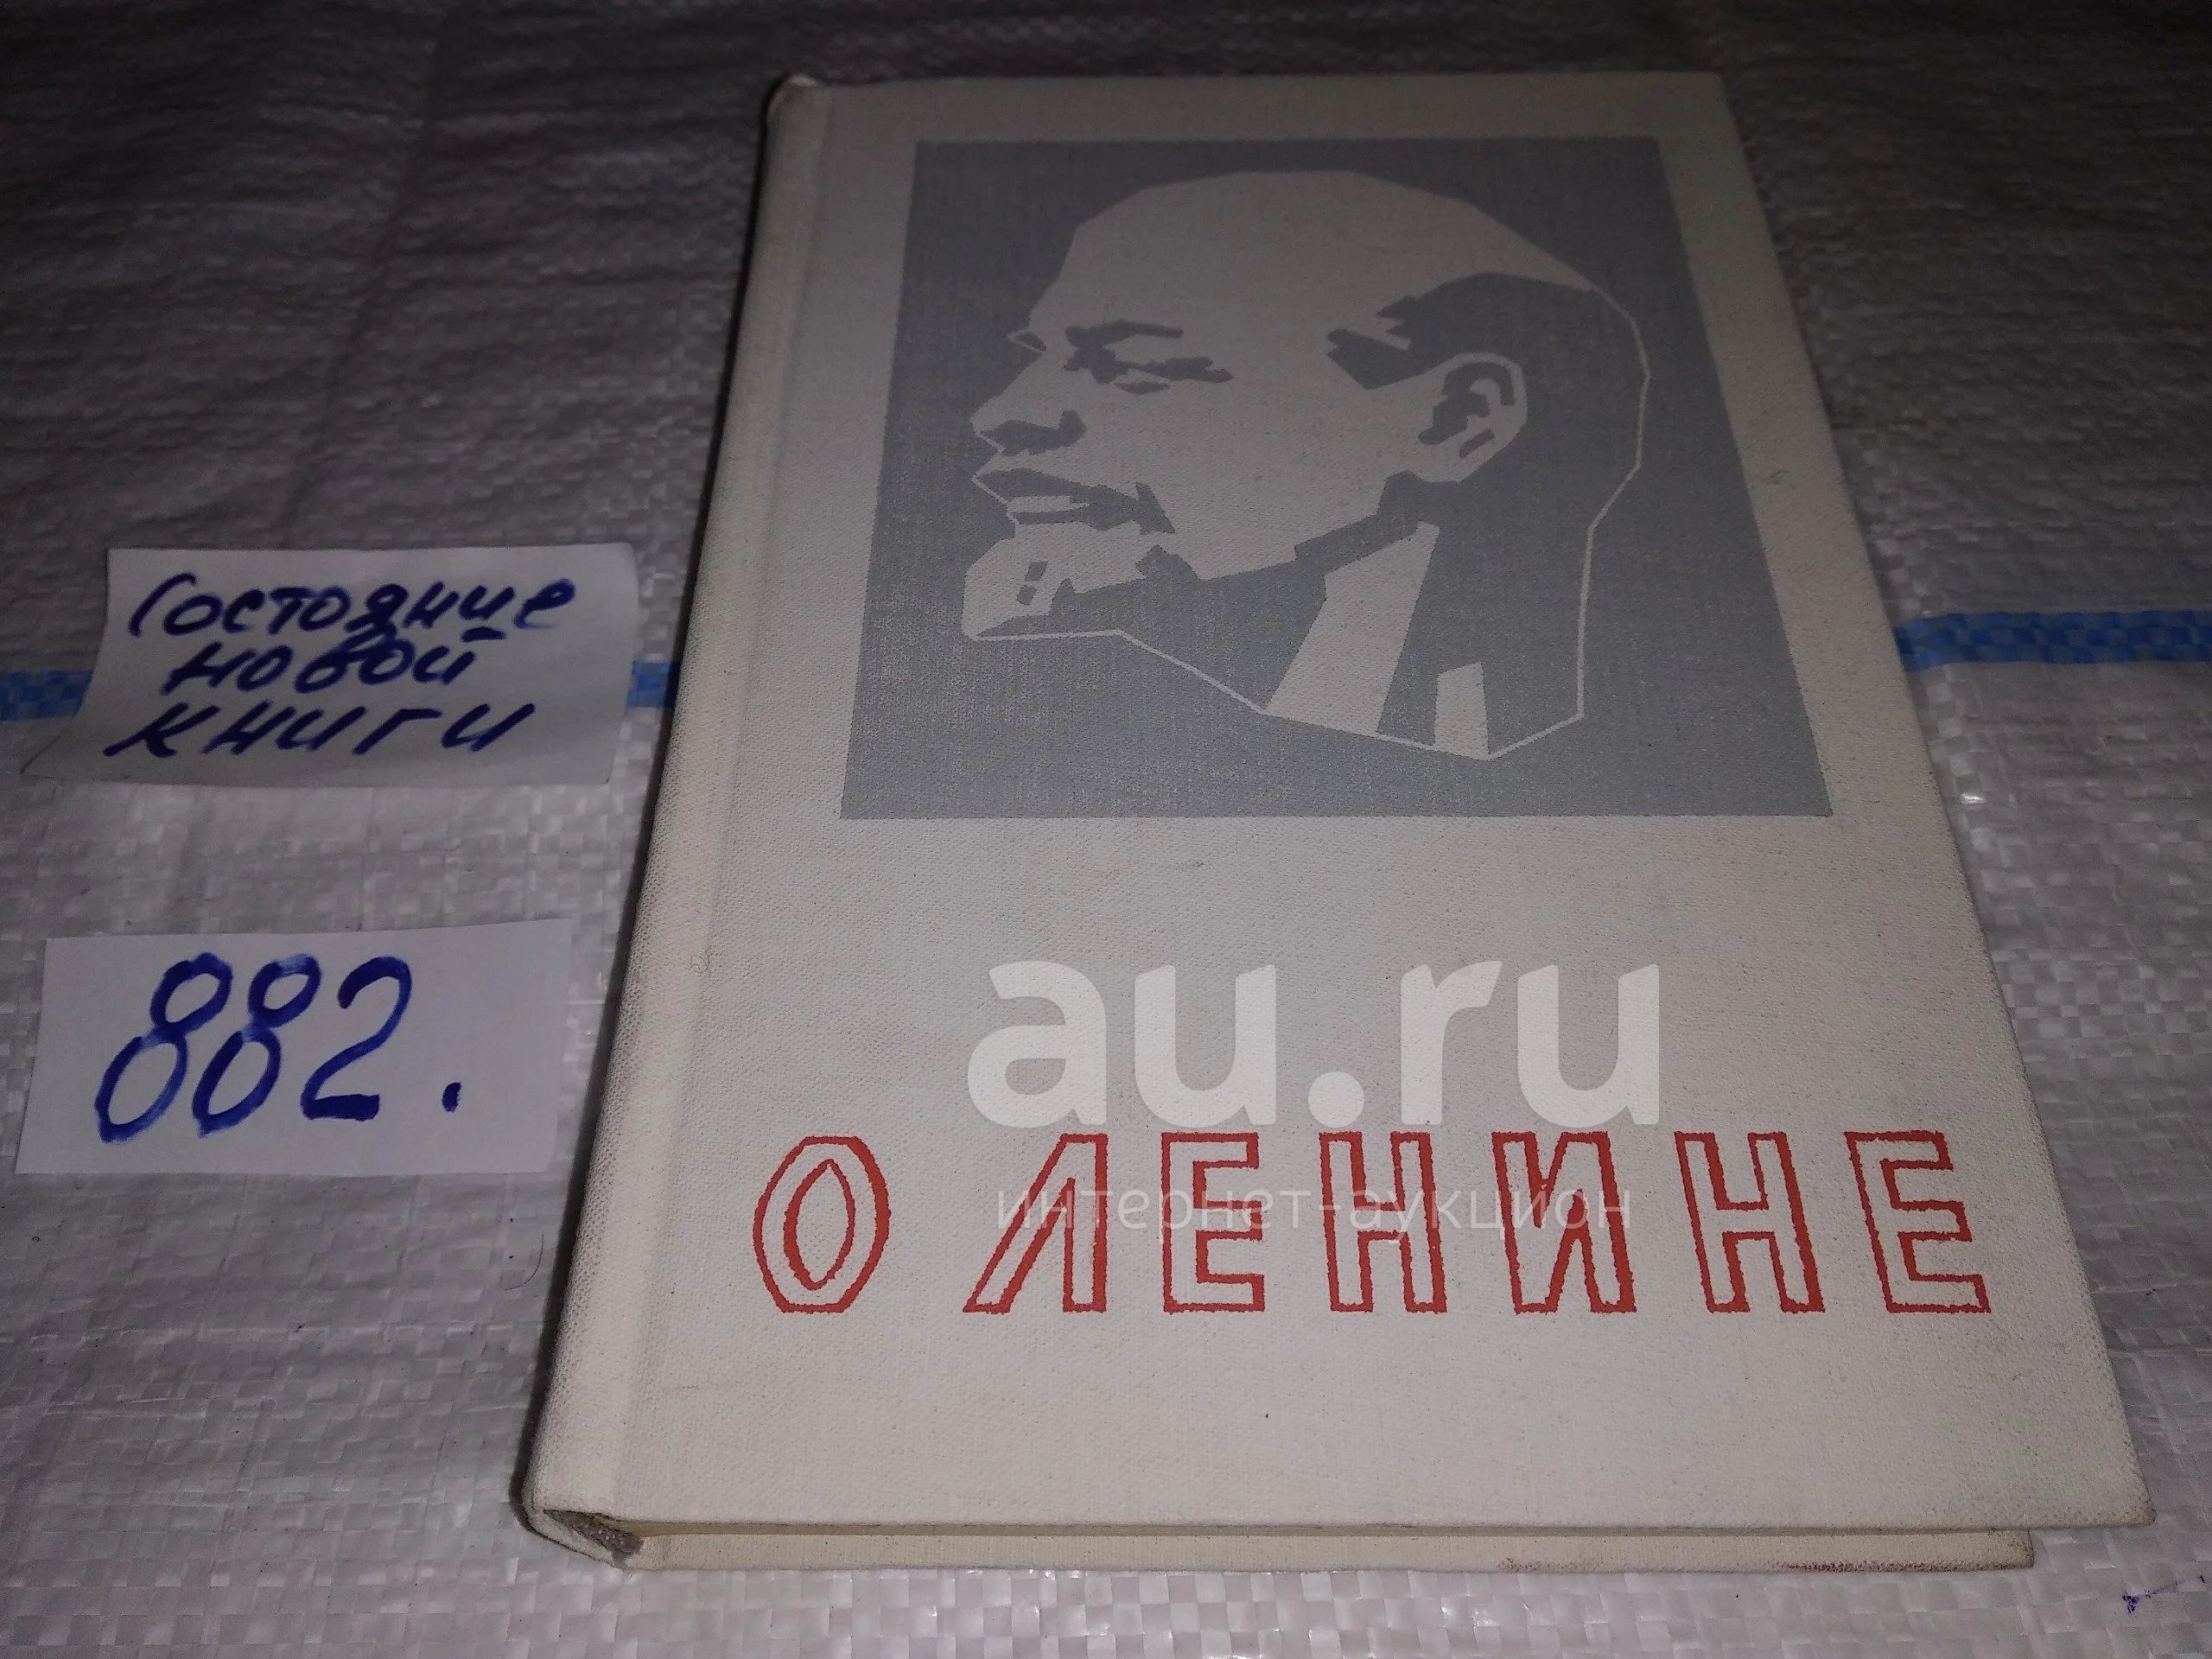 Состояние
новой
книги
882.
au.ru
интернет-аукцион
О ЛЕНИНЕ